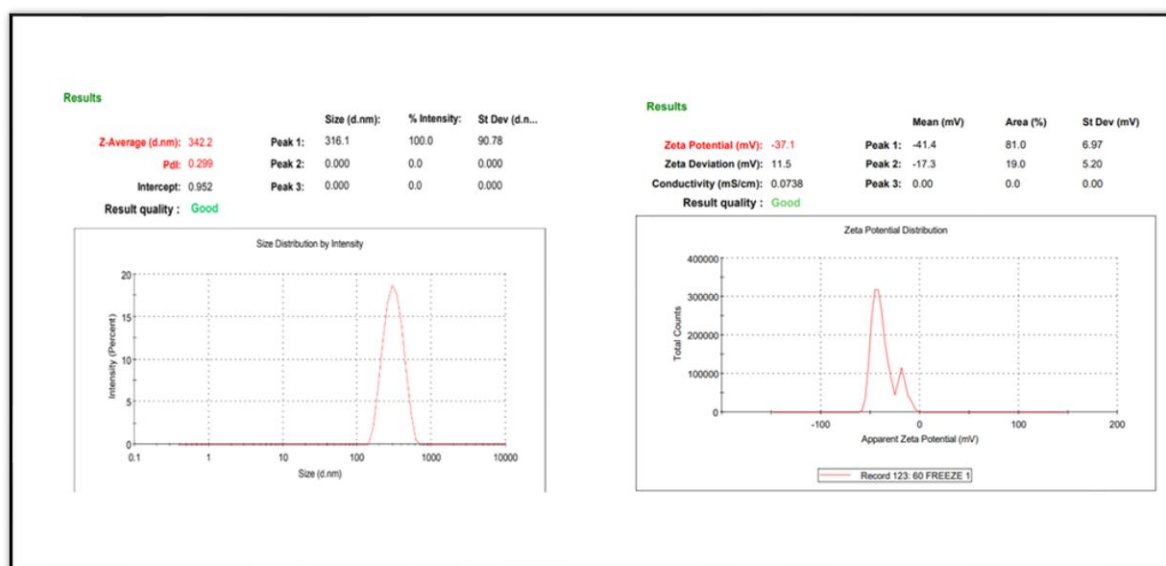 Results
Size (d.nm): % Intensity: St Dev (d.n...
Z-Average (d.nm): 342.2 Peak 1: 316.1 100.0 90.78
PdI: 0.299 Peak 2: 0.000 0.0 0.000
Intercept: 0.952 Peak 3: 0.000 0.0 0.000
Result quality : Good
Size Distribution by Intensity
Intensity (Percent)
20
15
10
5
0
0.1 1 10 100 1000 10000
Size (d.nm)
Results
Mean (mV) Area (%) St Dev (mV)
Zeta Potential (mV): -37.1 Peak 1: -41.4 81.0 6.97
Zeta Deviation (mV): 11.5 Peak 2: -17.3 19.0 5.20
Conductivity (mS/cm): 0.0738 Peak 3: 0.00 0.0 0.00
Result quality : Good
Zeta Potential Distribution
Total Counts
400000
300000
200000
100000
0
-100 0 100 200
Apparent Zeta Potential (mV)
Record 123: 60 FREEZE 1